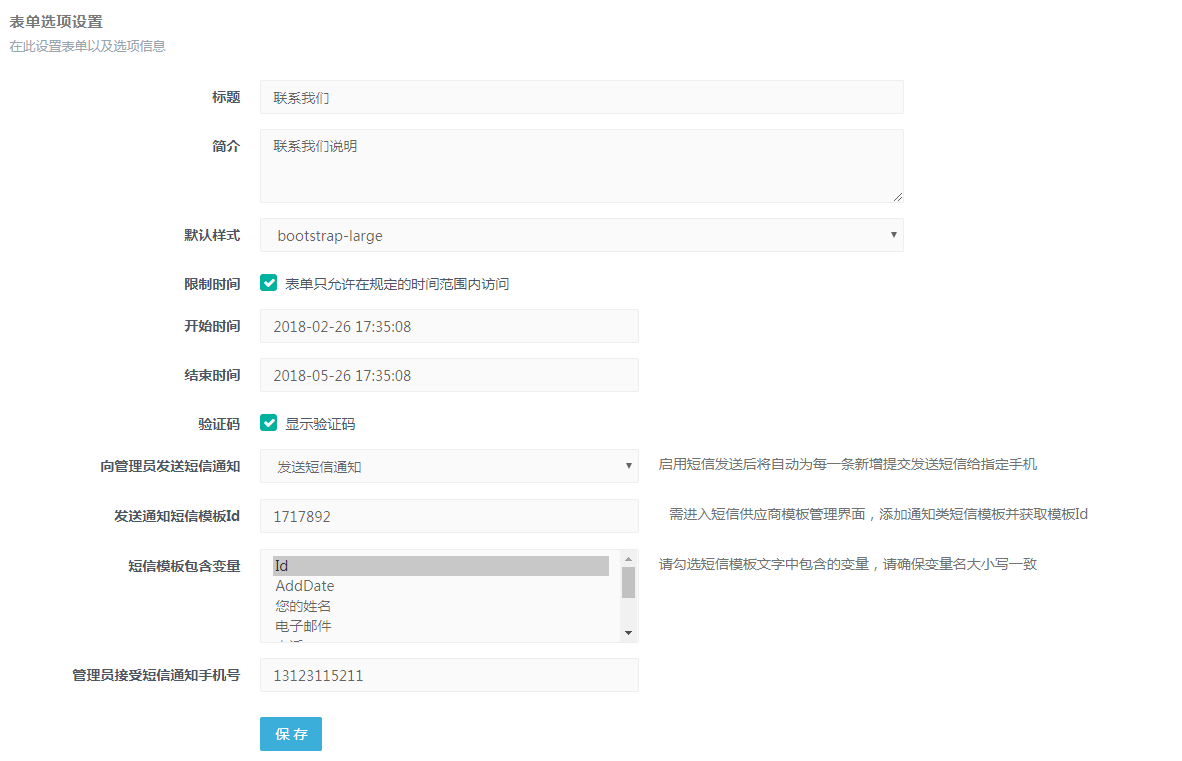 表单选项设置
在此设置表单以及选项信息
标题 联系我们
简介 联系我们说明
默认样式 bootstrap-large
限制时间 表单只允许在规定的时间范围内访问
开始时间 2018-02-26 17:35:08
结束时间 2018-05-26 17:35:08
验证码 显示验证码
向管理员发送短信通知 发送短信通知 启用短信发送后将自动为每一条新增提交发送短信给指定手机
发送通知短信模板Id 1717892 需进入短信供应商模板管理界面，添加通知类短信模板并获取模板Id
短信模板包含变量 Id 请勾选短信模板文字中包含的变量，请确保变量名大小写一致
AddDate
您的姓名
电子邮件
管理员接受短信通知手机号 13123115211
保 存